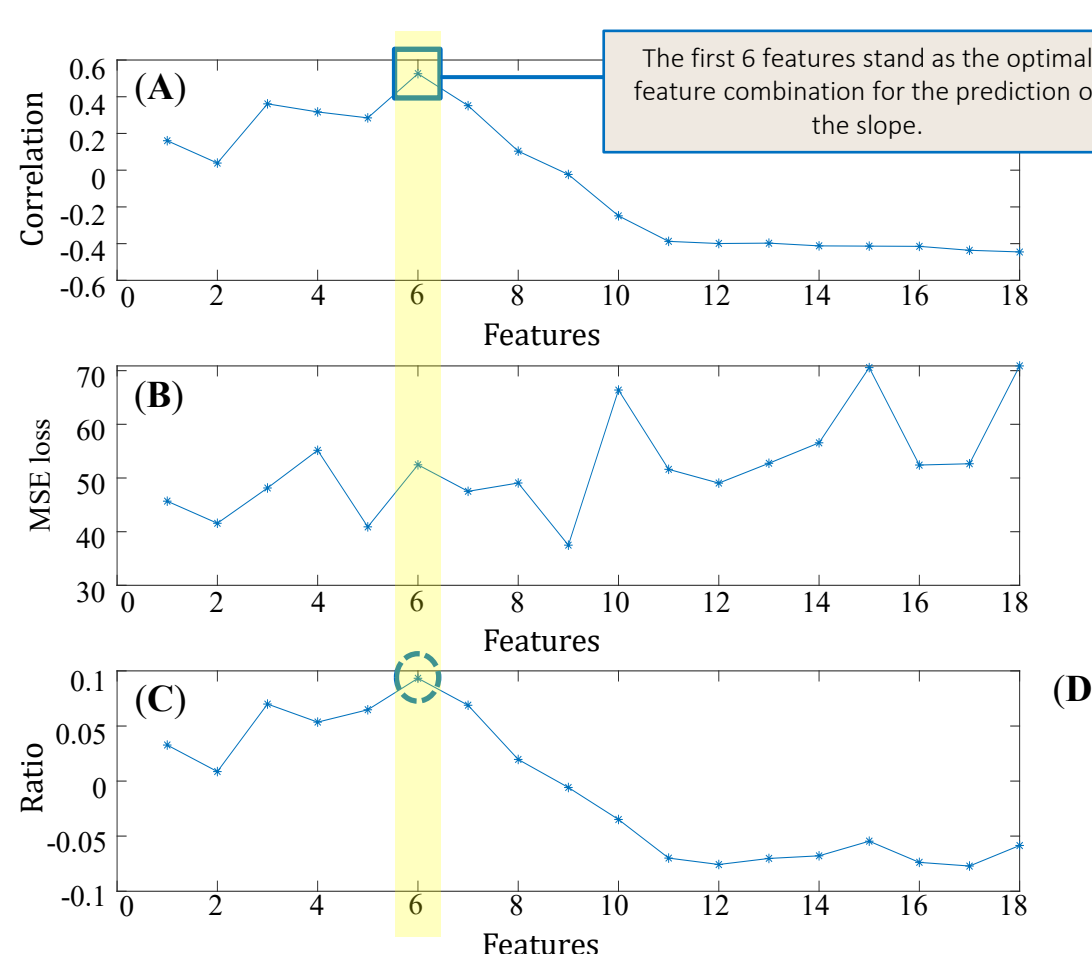 The first 6 features stand as the optimal
feature combination for the prediction o
the slope.
(A)
Correlation
0.6
0.4
0.2
0
-0.2
-0.4
-0.6
0 2 4 6 8 10 12 14 16 18
Features
(B)
MSE loss
70
60
50
40
30
0 2 4 6 8 10 12 14 16 18
Features
(C)
Ratio
0.1
0.05
0
-0.05
-0.1
0 2 4 6 8 10 12 14 16 18
Features
(D